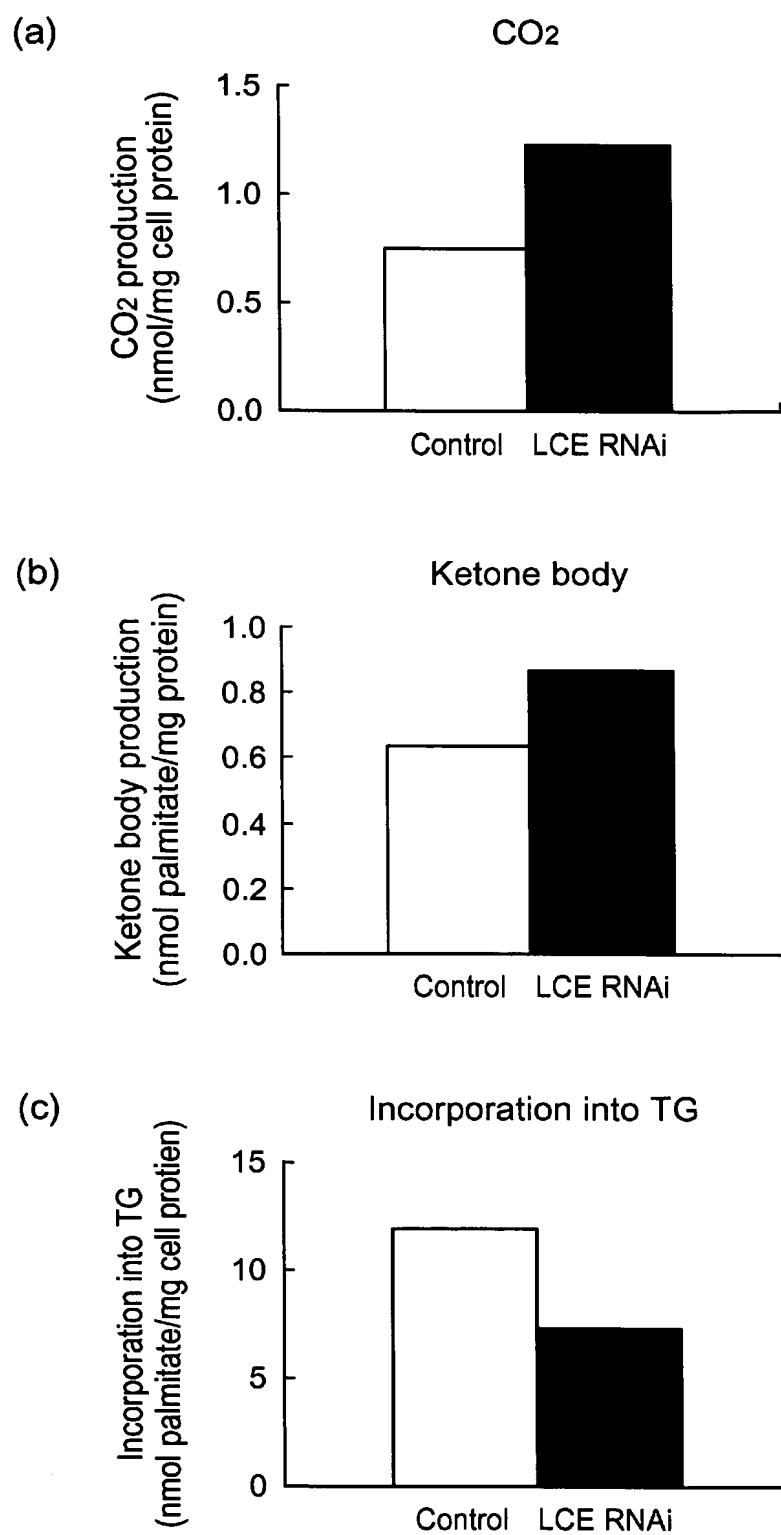 (a)
CO2
CO2 production
(nmol/mg cell protein)
1.5
1.0
0.5
0.0
Control LCE RNAi
(b)
Ketone body
Ketone body production
(nmol palmitate/mg protein)
1.0
0.8
0.6
0.4
0.2
0.0
Control LCE RNAi
(c)
Incorporation into TG
Incorporation into TG
(nmol palmitate/mg cell protien)
15
10
5
0
Control LCE RNAi